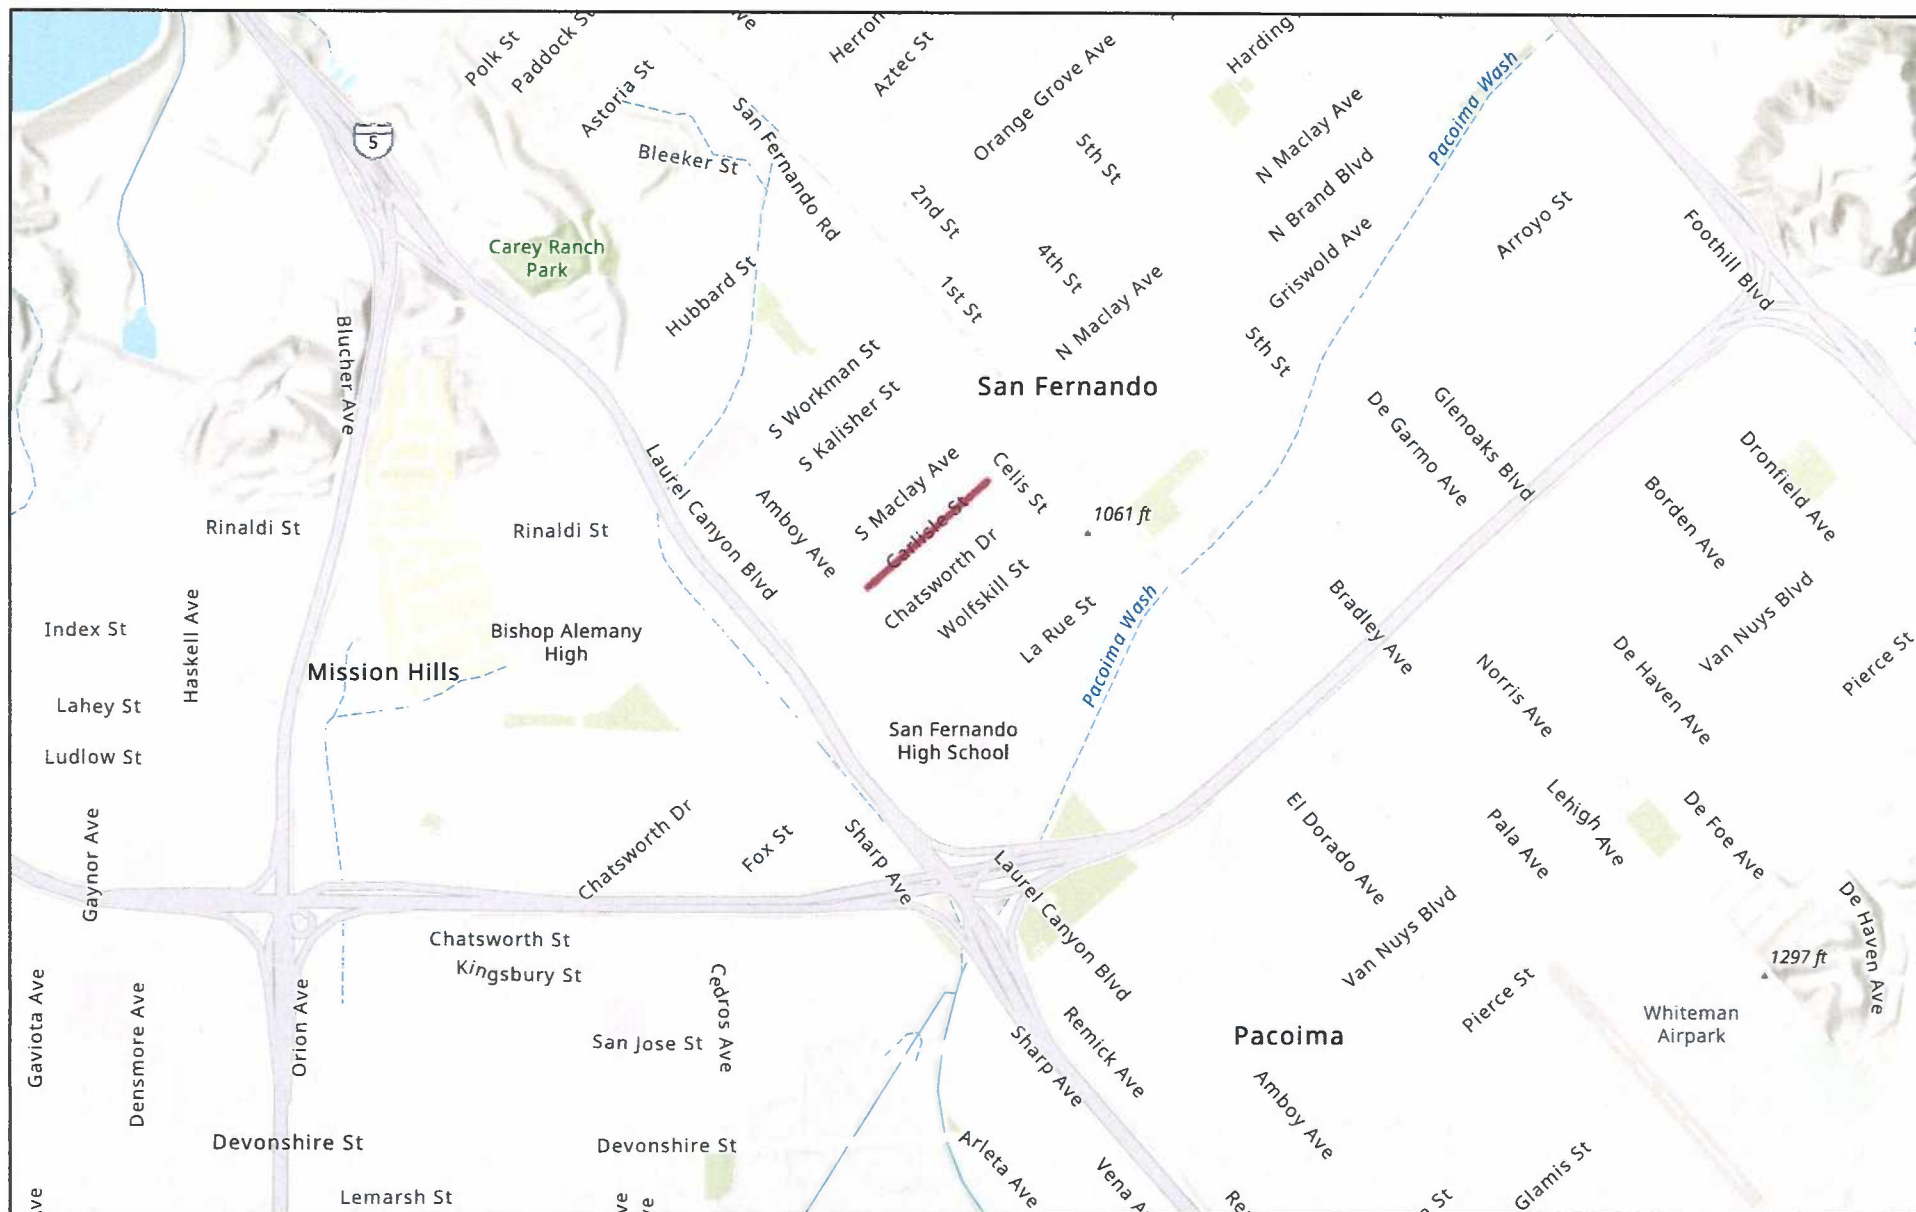 Polk St
Paddock St
Herron
Aztec St
Harding
Astoria St
Orange Grove Ave
Pacoima Wash
5
San Fernando Rd
N Maclay Ave
Bleeker St
5th St
N Brand Blvd
2nd St
Arroyo St
Carey Ranch
Park
Griswold Ave
Foothill Blvd
4th St
Hubbard St
1st St
N Maclay Ave
Blucher Ave
5th St
S Workman St
San Fernando
S Kalisher St
De Garmo Ave
Glenoaks Blvd
Laurel Canyon Blvd
S Maclay Ave
Celis St
Dronfield Ave
Rinaldi St
Rinaldi St
Amboy Ave
Carlisle St
1061 ft
Borden Ave
Chatsworth Dr
Wolfskill St
La Rue St
Pacoima Wash
Bradley Ave
Van Nuys Blvd
Index St
Haskell Ave
Bishop Alemany
High
Mission Hills
De Haven Ave
Pierce St
Lahey St
Norris Ave
Ludlow St
San Fernando
High School
Gaynor Ave
Chatsworth Dr
Fox St
Sharp Ave
El Dorado Ave
Pala Ave
Lehigh Ave
De Foe Ave
Laurel Canyon Blvd
Van Nuys Blvd
De Haven Ave
Chatsworth St
Kingsbury St
1297 ft
Gaviota Ave
Densmore Ave
Orion Ave
Cedros Ave
San Jose St
Pierce St
Whiteman
Airpark
Remick Ave
Sharp Ave
Pacoima
Amboy Ave
Devonshire St
Devonshire St
Arleta Ave
Vena A
Glamis St
Lemarsh St
St